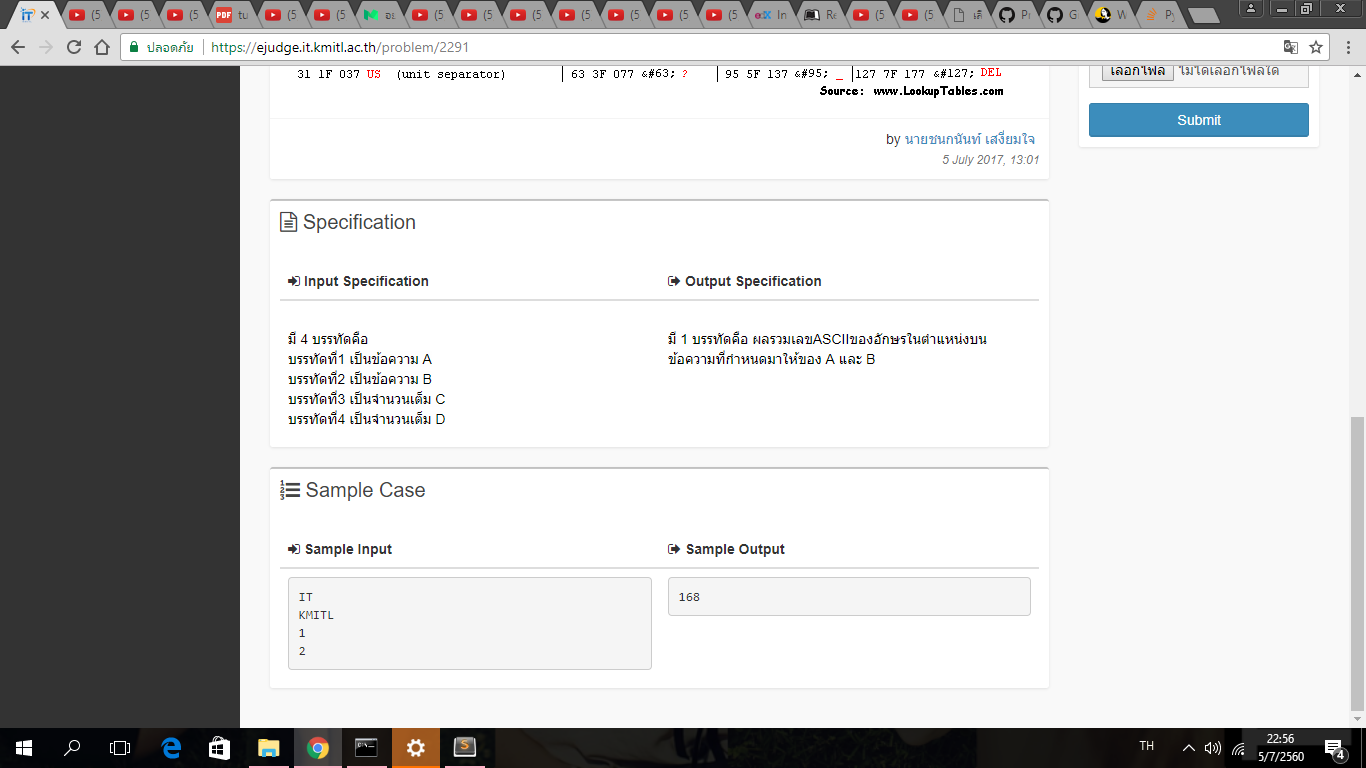 (5
(5
(5
PDF tu
(5
(5
(5
(5
(5
(5
(5
(5
(5
(5
In
Re
(5
(5
Pr
G
W
Py
ปลอดภัย https://ejudge.it.kmitl.ac.th/problem/2291
31 1F 037 US (unit separator) 63 3F 077 &#63; ? 95 5F 137 &#95; _ 127 7F 177 &#127; DEL
Source: www.LookupTables.com
เลือกไฟล์ ไม่ได้เลือกไฟล์ใด
Submit
by นายชนกนันท์ เสงี่ยมใจ
5 July 2017, 13:01
Specification
Input Specification
Output Specification
มี 4 บรรทัดคือ
บรรทัดที่1 เป็นข้อความ A
บรรทัดที่2 เป็นข้อความ B
บรรทัดที่3 เป็นจำนวนเต็ม C
บรรทัดที่4 เป็นจำนวนเต็ม D
มี 1 บรรทัดคือ ผลรวมเลขASCIIของอักษรในตำแหน่งบน
ข้อความที่กำหนดมาให้ของ A และ B
Sample Case
Sample Input
Sample Output
IT
KMITL
1
2
168
TH
22:56
5/7/2560
4